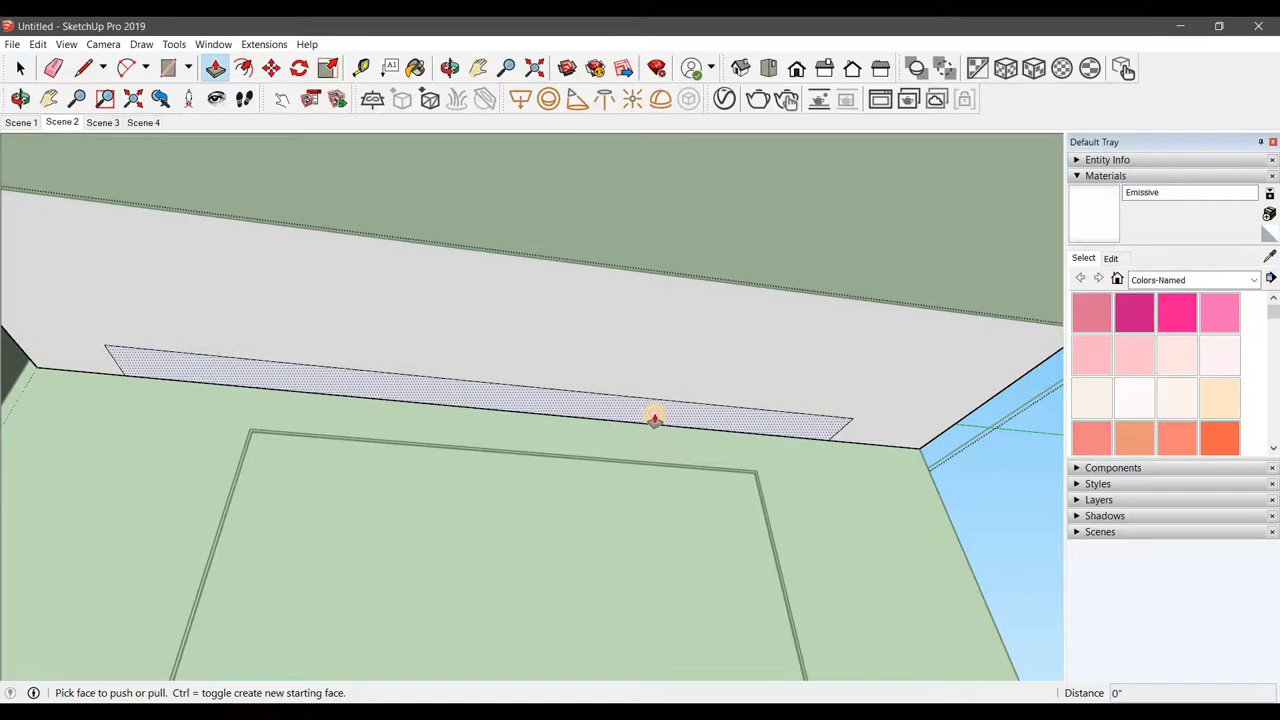 Untitled - SketchUp Pro 2019
File Edit View Camera Draw Tools Window Extensions Help
Scene 1 Scene 2 Scene 3 Scene 4
Default Tray
Entity Info
Materials
Emissive
Select Edit
Colors-Named
Components
Styles
Layers
Shadows
Scenes
Pick face to push or pull. Ctrl = toggle create new starting face.
Distance 0"